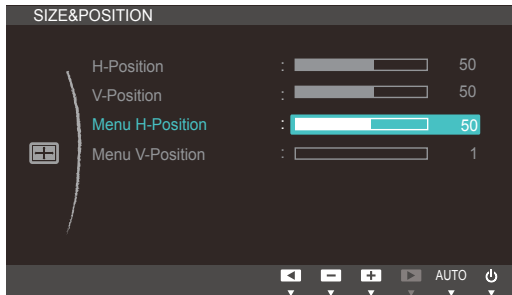 SIZE&POSITION
H-Position : 50
V-Position : 50
Menu H-Position : 50
Menu V-Position : 1
AUTO